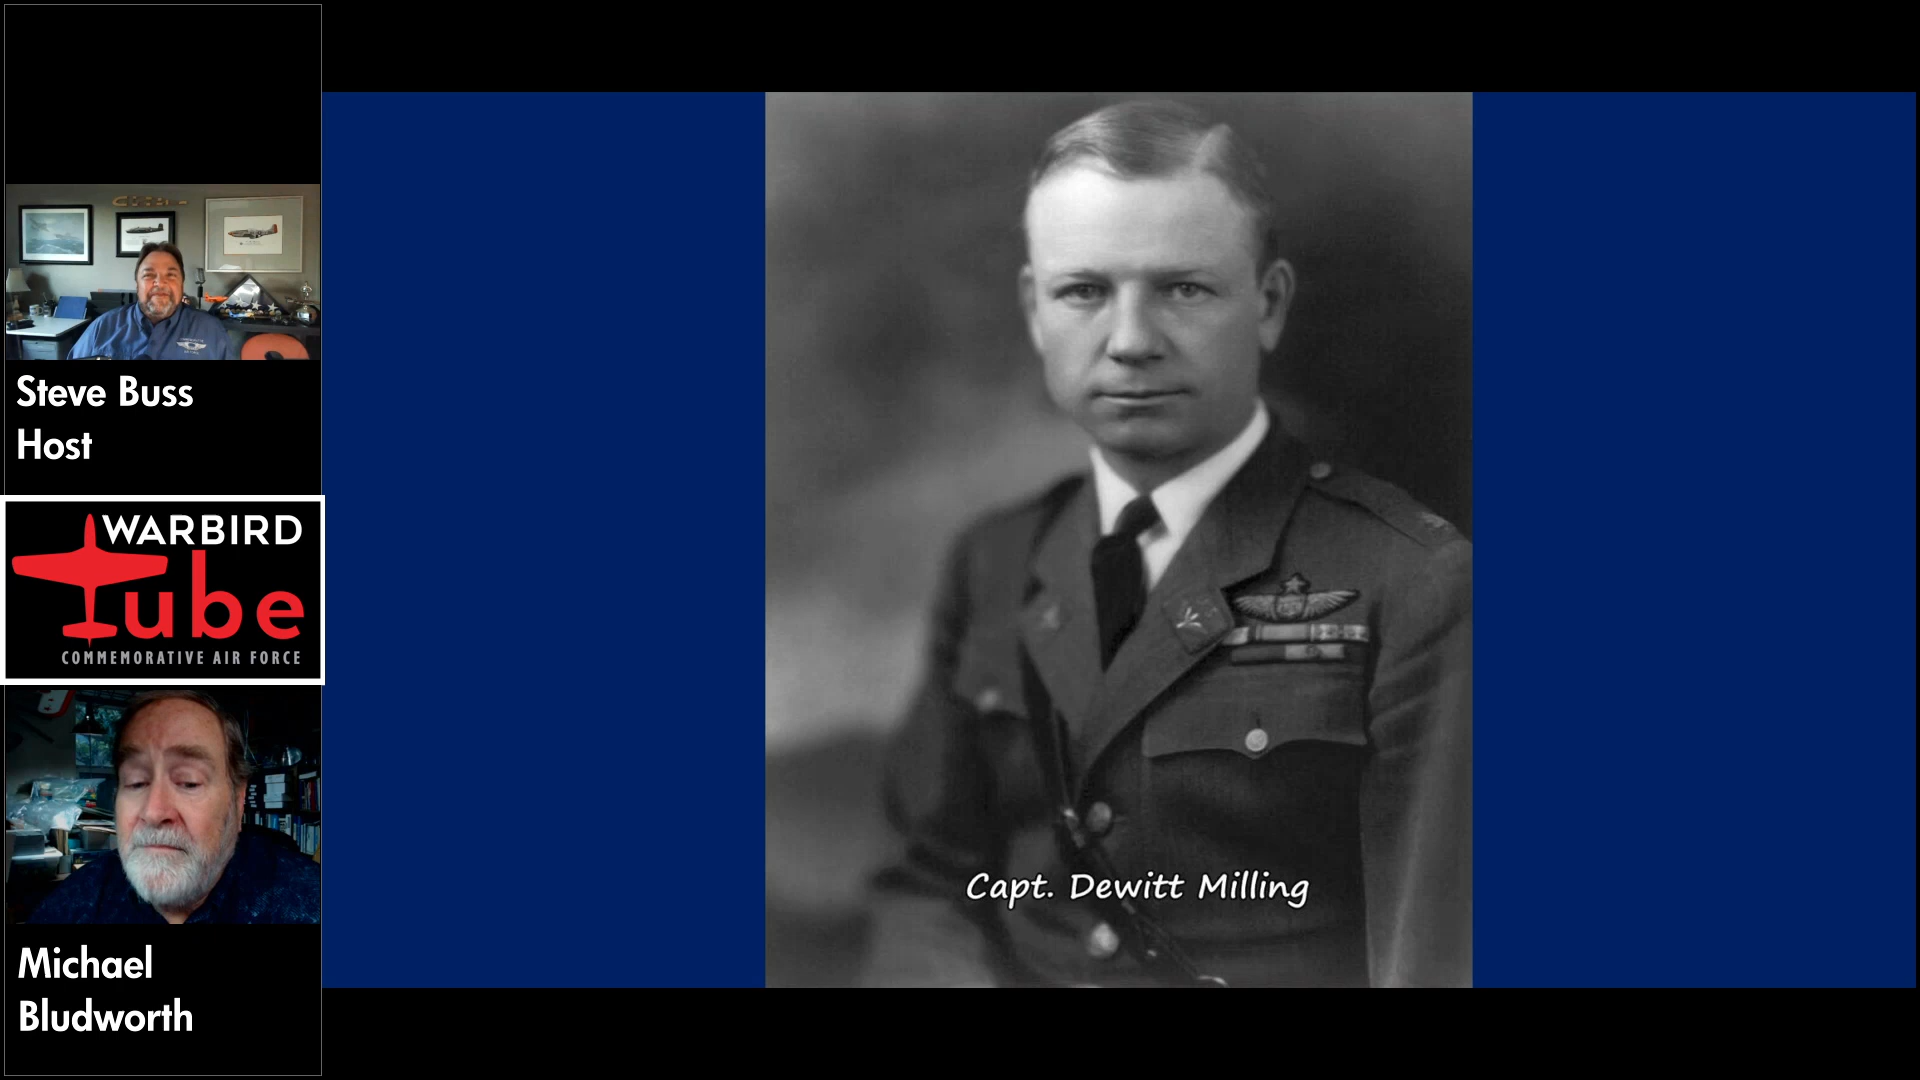 Steve Buss
Host
WARBIRD
Tube
COMMEMORATIVE AIR FORCE
Michael
Bludworth
Capt. Dewitt Milling